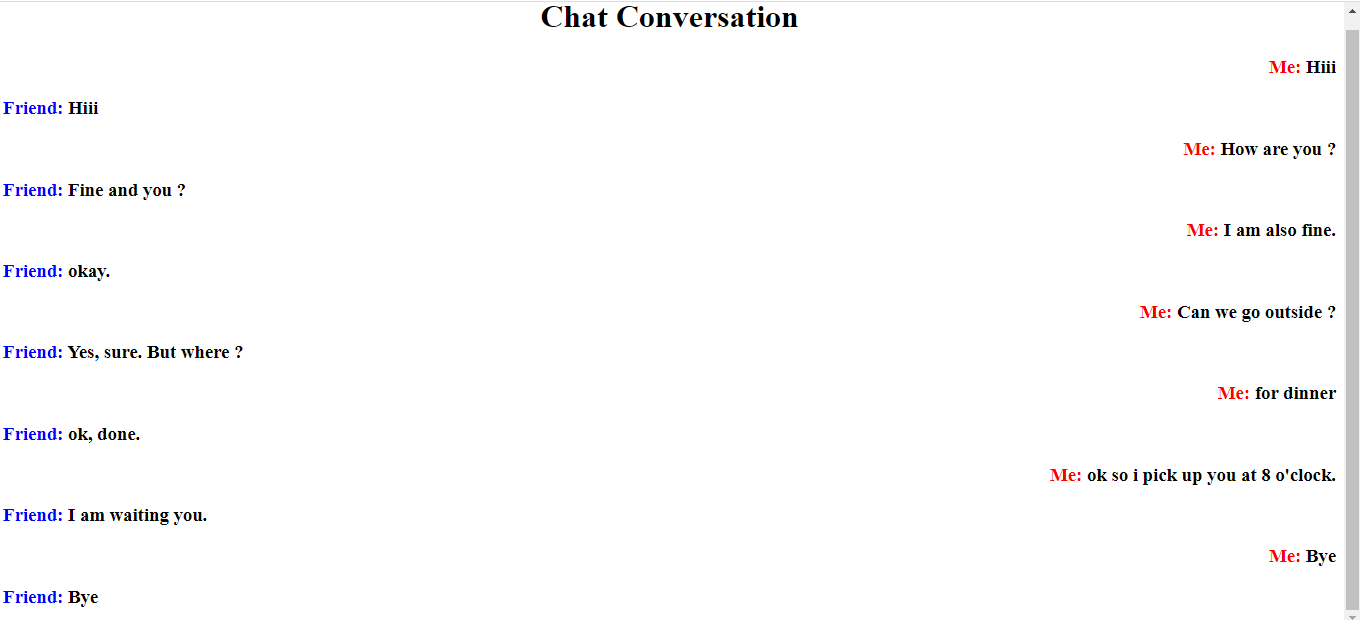 Chat Conversation
Me: Hiii
Friend: Hiii
Me: How are you ?
Friend: Fine and you ?
Me: I am also fine.
Friend: okay.
Me: Can we go outside ?
Friend: Yes, sure. But where ?
Me: for dinner
Friend: ok, done.
Me: ok so i pick up you at 8 o'clock.
Friend: I am waiting you.
Me: Bye
Friend: Bye